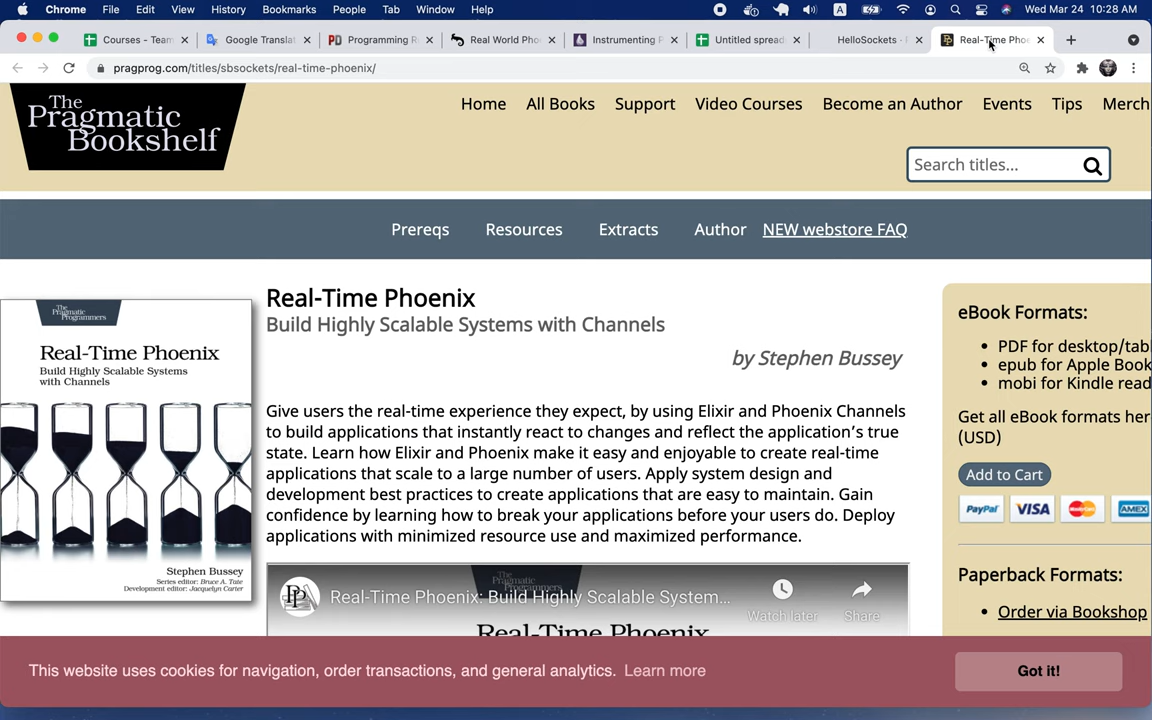 Chrome File Edit View History Bookmarks People Tab Window Help A Wed Mar 24 10:28 AM
Courses - Team Google Translat PD Programming R Real World Pho Instrumenting P Untitled spread HelloSockets - Real-Time Phoe
pragprog.com/titles/sbsockets/real-time-phoenix/
The
Pragmatic
Bookshelf
Home All Books Support Video Courses Become an Author Events Tips Merch
Search titles...
Prereqs Resources Extracts Author NEW webstore FAQ
The
Pragmatic
Programmers
Real-Time Phoenix
Build Highly Scalable Systems
with Channels
Stephen Bussey
Series editor: Bruce A. Tate
Development editor: Jacquelyn Carter
Real-Time Phoenix
Build Highly Scalable Systems with Channels
by Stephen Bussey
Give users the real-time experience they expect, by using Elixir and Phoenix Channels
to build applications that instantly react to changes and reflect the application's true
state. Learn how Elixir and Phoenix make it easy and enjoyable to create real-time
applications that scale to a large number of users. Apply system design and
development best practices to create applications that are easy to maintain. Gain
confidence by learning how to break your applications before your users do. Deploy
applications with minimized resource use and maximized performance.
The
Pragmatic
Programmers
Real-Time Phoenix: Build Highly Scalable System...
Watch later Share
Real-Time Phoenix
eBook Formats:
PDF for desktop/tabl
epub for Apple Book
mobi for Kindle read
Get all eBook formats her
(USD)
Add to Cart
PayPal VISA MasterCard AMEX
Paperback Formats:
Order via Bookshop
This website uses cookies for navigation, order transactions, and general analytics. Learn more
Got it!